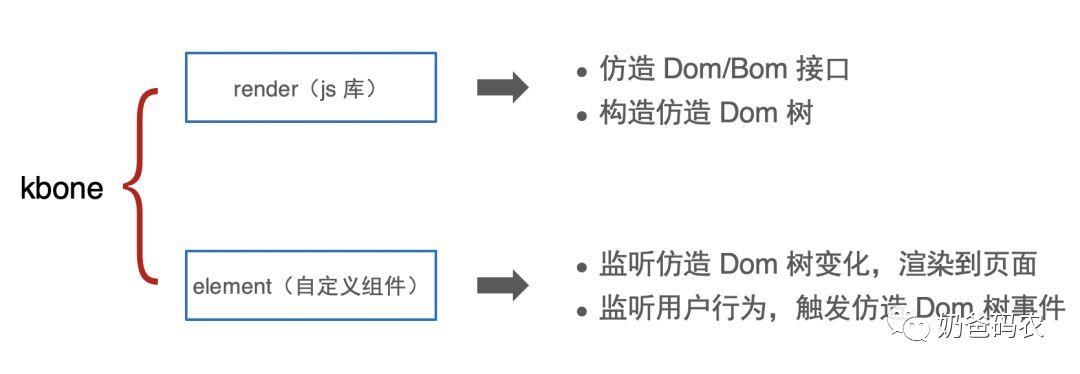 kbone
render（js 库）
仿造 Dom/Bom 接口
构造仿造 Dom 树
element（自定义组件）
监听仿造 Dom 树变化，渲染到页面
监听用户行为，触发仿造 Dom 树事件
奶爸码农